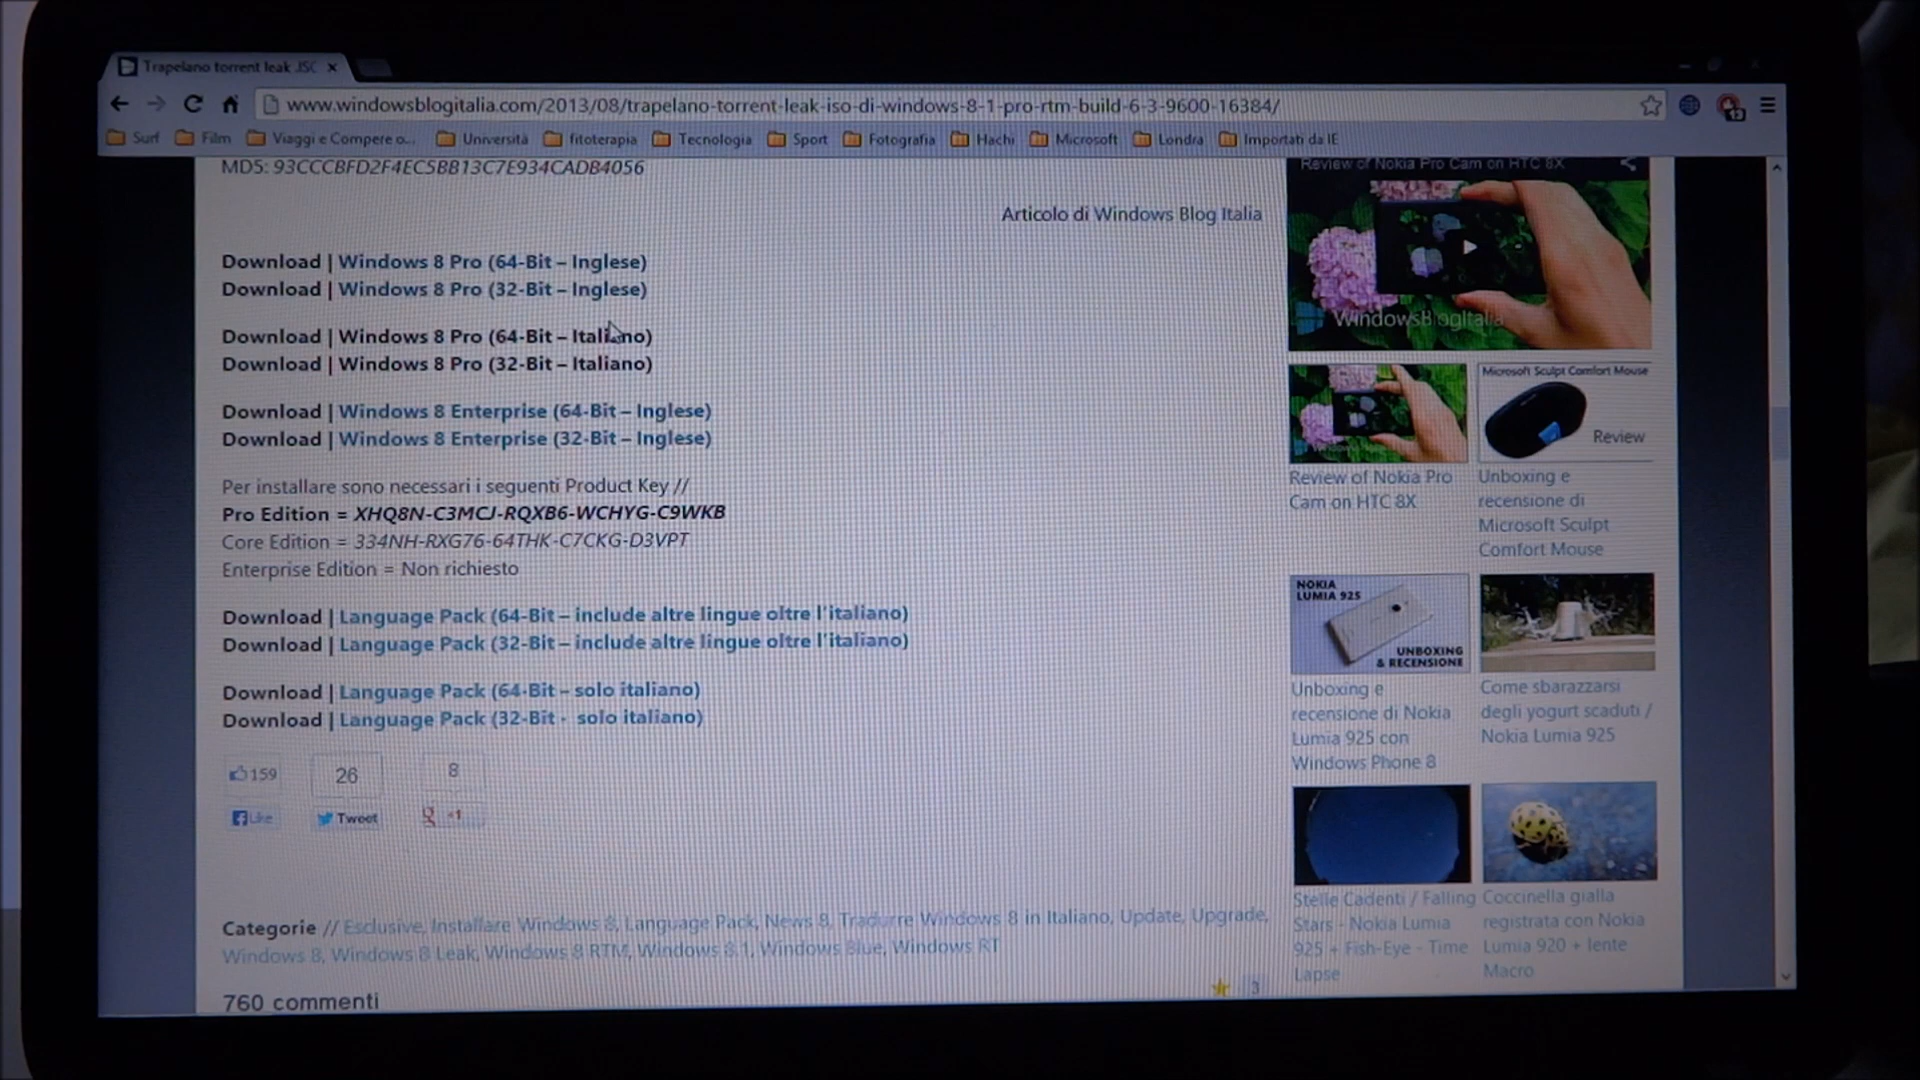 Trapelano torrent leak .ISO
www.windowsblogitalia.com/2013/08/trapelano-torrent-leak-iso-di-windows-8-1-pro-rtm-build-6-3-9600-16384/
13
Surf Film Viaggi e Compere o... Università fitoterapia Tecnologia Sport Fotografia Hachi Microsoft Londra Importati da IE
MD5: 93CCCBFD2F4EC5BB13C7E934CADB4056
Articolo di Windows Blog Italia
Download | Windows 8 Pro (64-Bit – Inglese)
Download | Windows 8 Pro (32-Bit – Inglese)
Download | Windows 8 Pro (64-Bit – Italiano)
Download | Windows 8 Pro (32-Bit – Italiano)
Download | Windows 8 Enterprise (64-Bit – Inglese)
Download | Windows 8 Enterprise (32-Bit – Inglese)
Per installare sono necessari i seguenti Product Key //
Pro Edition = XHQ8N-C3MCJ-RQXB6-WCHYG-C9WKB
Core Edition = 334NH-RXG76-64THK-C7CKG-D3VPT
Enterprise Edition = Non richiesto
Download | Language Pack (64-Bit – include altre lingue oltre l'italiano)
Download | Language Pack (32-Bit – include altre lingue oltre l'italiano)
Download | Language Pack (64-Bit – solo italiano)
Download | Language Pack (32-Bit - solo italiano)
159 26 8
Like Tweet +1
Categorie // Esclusive, Installare Windows 8, Language Pack, News 8, Tradurre Windows 8 in Italiano, Update, Upgrade,
Windows 8, Windows 8 Leak, Windows 8 RTM, Windows 8.1, Windows Blue, Windows RT
3
760 commenti
Review of Nokia Pro Cam on HTC 8X
WindowsBlogItalia
Review of Nokia Pro
Cam on HTC 8X
Microsoft Sculpt Comfort Mouse
Review
Unboxing e
recensione di
Microsoft Sculpt
Comfort Mouse
NOKIA
LUMIA 925
UNBOXING
& RECENSIONE
Unboxing e
recensione di Nokia
Lumia 925 con
Windows Phone 8
Come sbarazzarsi
degli yogurt scaduti /
Nokia Lumia 925
Stelle Cadenti / Falling
Stars - Nokia Lumia
925 + Fish-Eye - Time
Lapse
Coccinella gialla
registrata con Nokia
Lumia 920 + lente
Macro